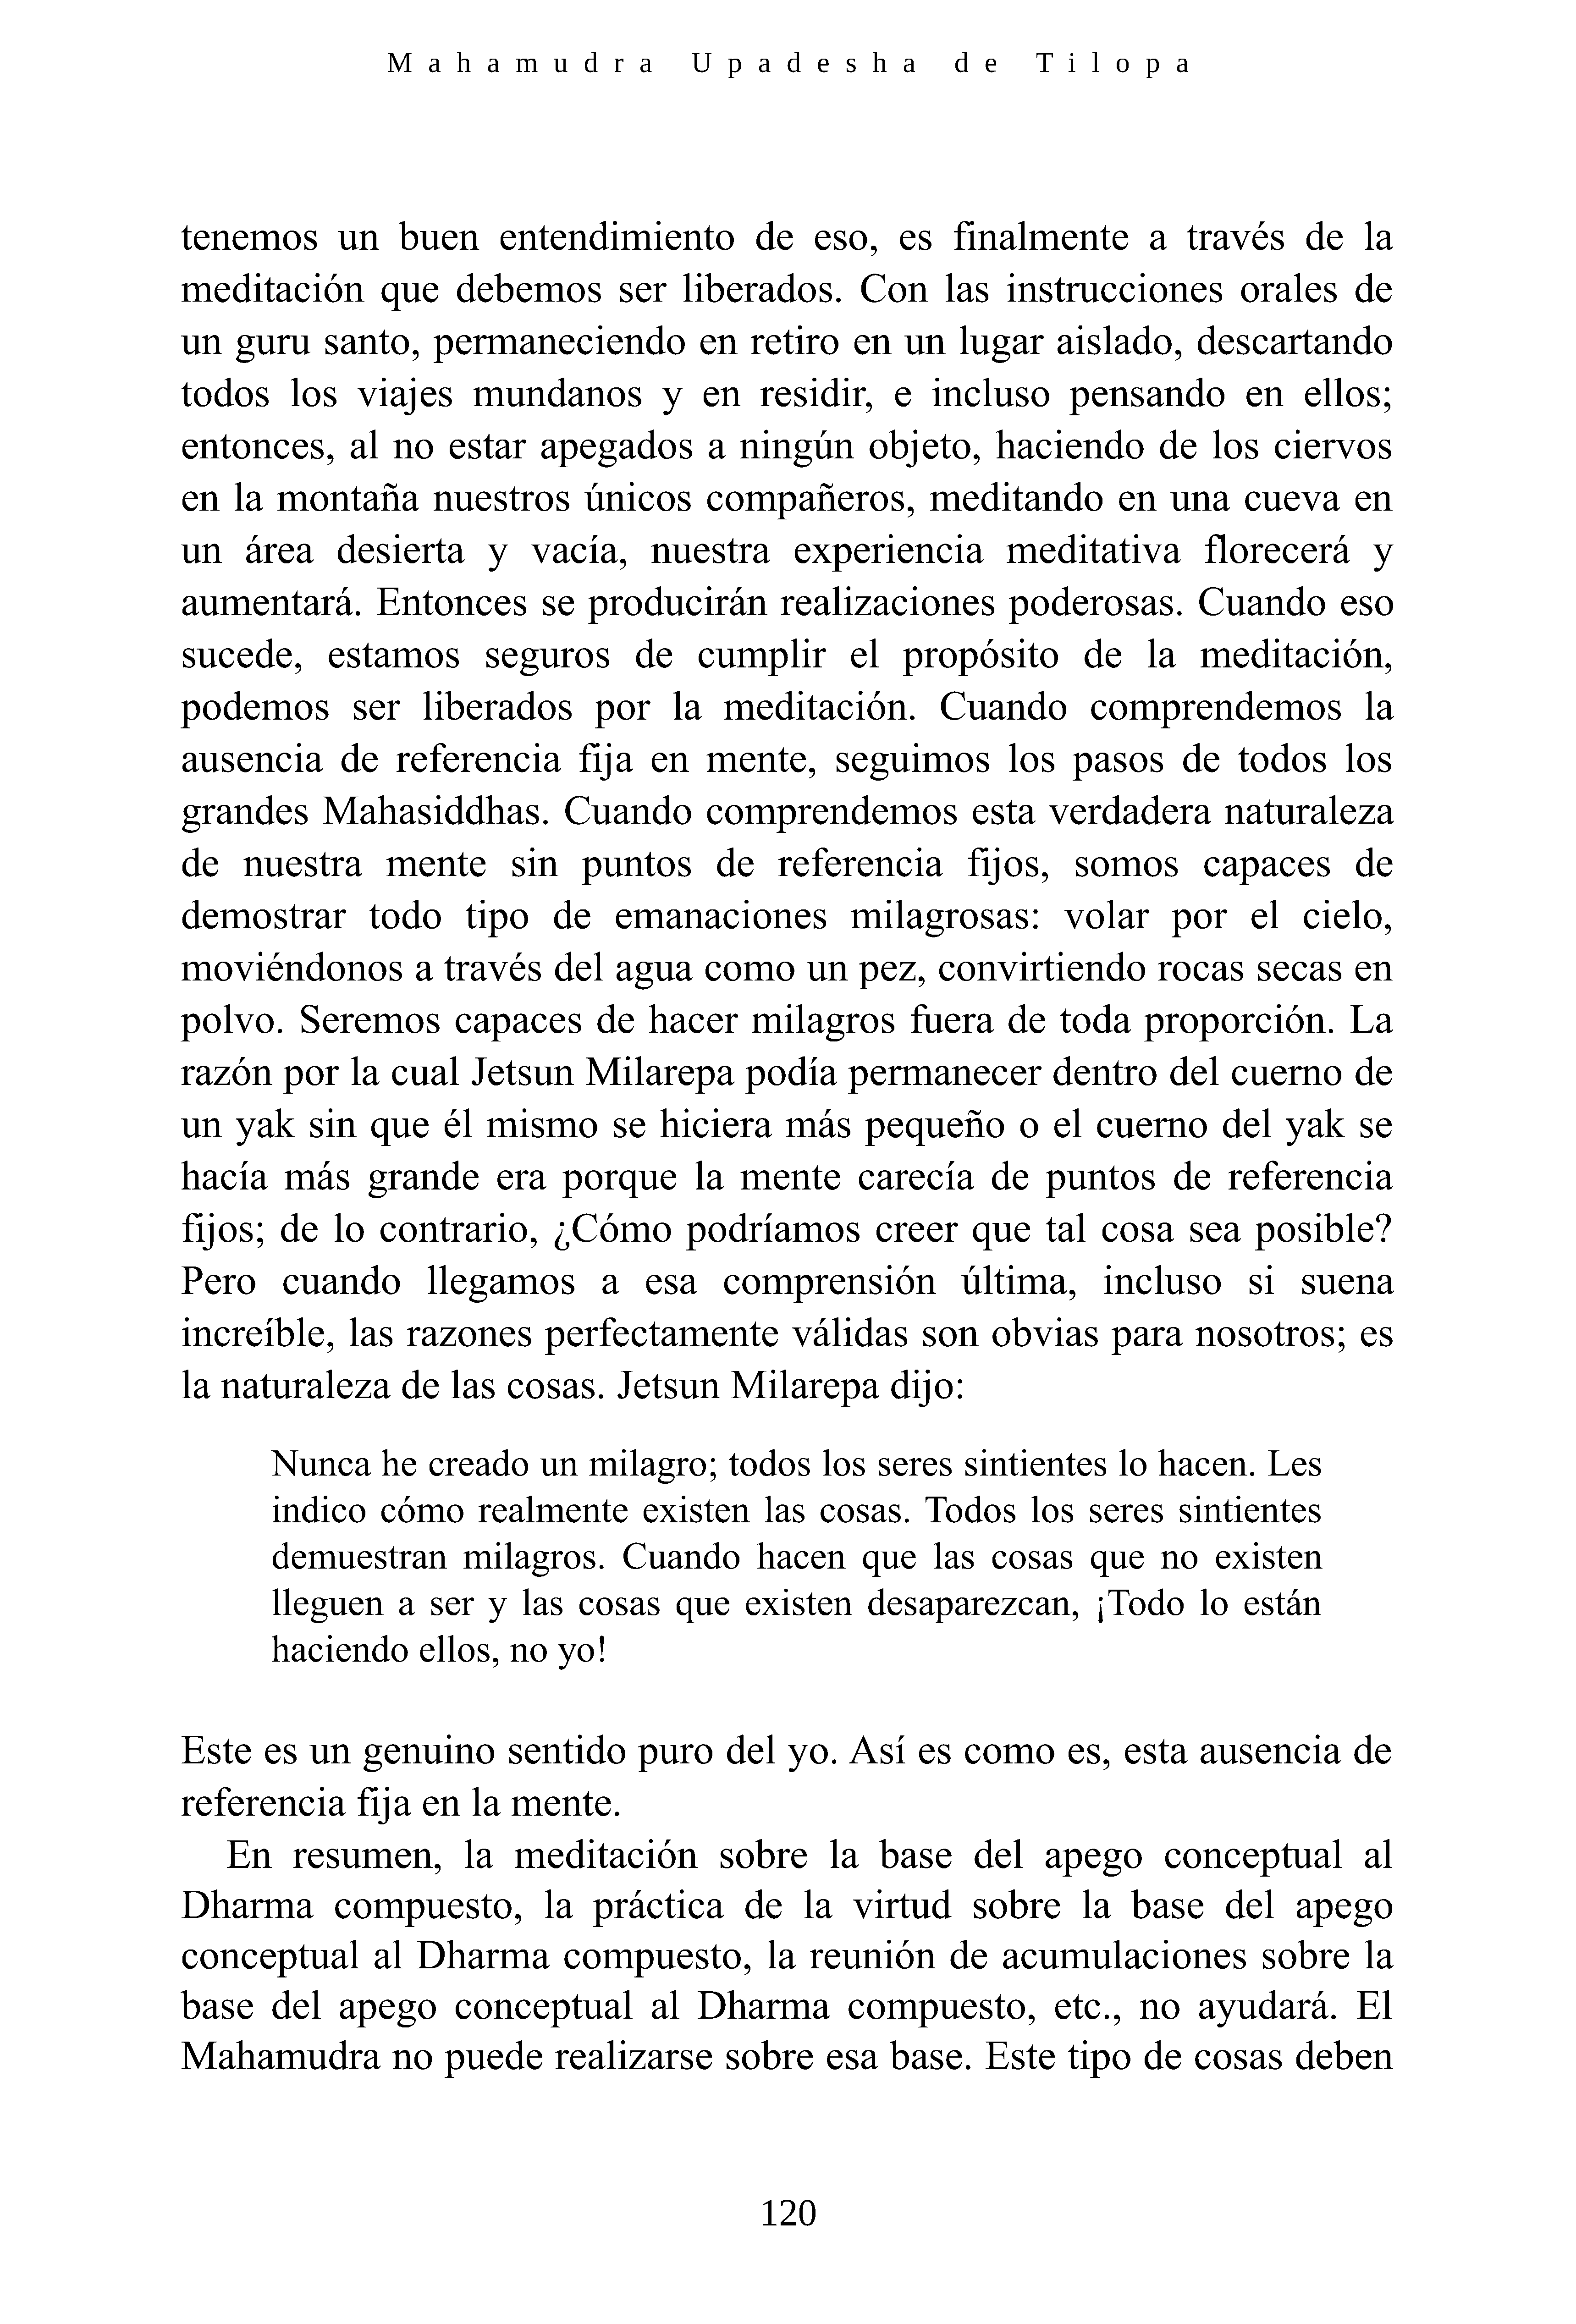 Mahamudra Upadesha de Tilopa
tenemos un buen entendimiento de eso, es finalmente a través de la
meditación que debemos ser liberados. Con las instrucciones orales de
un guru santo, permaneciendo en retiro en un lugar aislado, descartando
todos los viajes mundanos y en residir, e incluso pensando en ellos;
entonces, al no estar apegados a ningún objeto, haciendo de los ciervos
en la montaña nuestros únicos compañeros, meditando en una cueva en
un área desierta y vacía, nuestra experiencia meditativa florecerá y
aumentará. Entonces se producirán realizaciones poderosas. Cuando eso
sucede, estamos seguros de cumplir el propósito de la meditación,
podemos ser liberados por la meditación. Cuando comprendemos la
ausencia de referencia fija en mente, seguimos los pasos de todos los
grandes Mahasiddhas. Cuando comprendemos esta verdadera naturaleza
de nuestra mente sin puntos de referencia fijos, somos capaces de
demostrar todo tipo de emanaciones milagrosas: volar por el cielo,
moviéndonos a través del agua como un pez, convirtiendo rocas secas en
polvo. Seremos capaces de hacer milagros fuera de toda proporción. La
razón por la cual Jetsun Milarepa podía permanecer dentro del cuerno de
un yak sin que él mismo se hiciera más pequeño o el cuerno del yak se
hacía más grande era porque la mente carecía de puntos de referencia
fijos; de lo contrario, ¿Cómo podríamos creer que tal cosa sea posible?
Pero cuando llegamos a esa comprensión última, incluso si suena
increíble, las razones perfectamente válidas son obvias para nosotros; es
la naturaleza de las cosas. Jetsun Milarepa dijo:
Nunca he creado un milagro; todos los seres sintientes lo hacen. Les
indico cómo realmente existen las cosas. Todos los seres sintientes
demuestran milagros. Cuando hacen que las cosas que no existen
lleguen a ser y las cosas que existen desaparezcan, ¡Todo lo están
haciendo ellos, no yo!
Este es un genuino sentido puro del yo. Así es como es, esta ausencia de
referencia fija en la mente.
En resumen, la meditación sobre la base del apego conceptual al
Dharma compuesto, la práctica de la virtud sobre la base del apego
conceptual al Dharma compuesto, la reunión de acumulaciones sobre la
base del apego conceptual al Dharma compuesto, etc., no ayudará. El
Mahamudra no puede realizarse sobre esa base. Este tipo de cosas deben
120